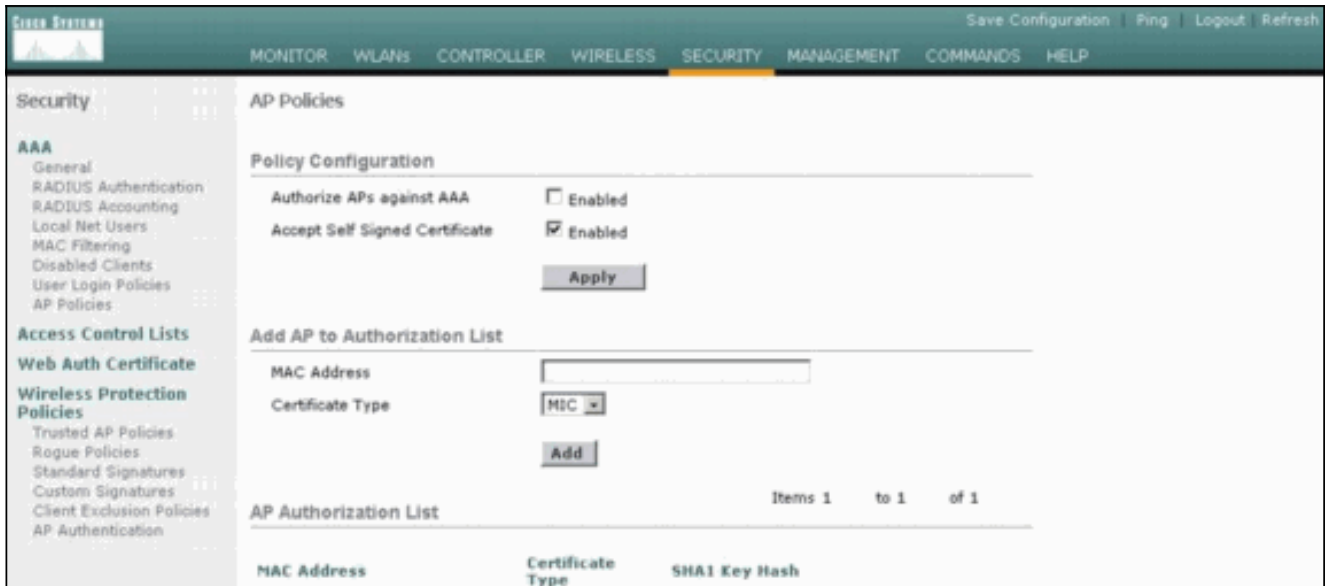 CISCO SYSTEMS
Save Configuration | Ping | Logout | Refresh
MONITOR WLANs CONTROLLER WIRELESS SECURITY MANAGEMENT COMMANDS HELP
Security
AAA
General
RADIUS Authentication
RADIUS Accounting
Local Net Users
MAC Filtering
Disabled Clients
User Login Policies
AP Policies
Access Control Lists
Web Auth Certificate
Wireless Protection
Policies
Trusted AP Policies
Rogue Policies
Standard Signatures
Custom Signatures
Client Exclusion Policies
AP Authentication
AP Policies
Policy Configuration
Authorize APs against AAA Enabled
Accept Self Signed Certificate Enabled
Apply
Add AP to Authorization List
MAC Address
Certificate Type MIC
Add
Items 1 to 1 of 1
AP Authorization List
MAC Address Certificate Type SHA1 Key Hash